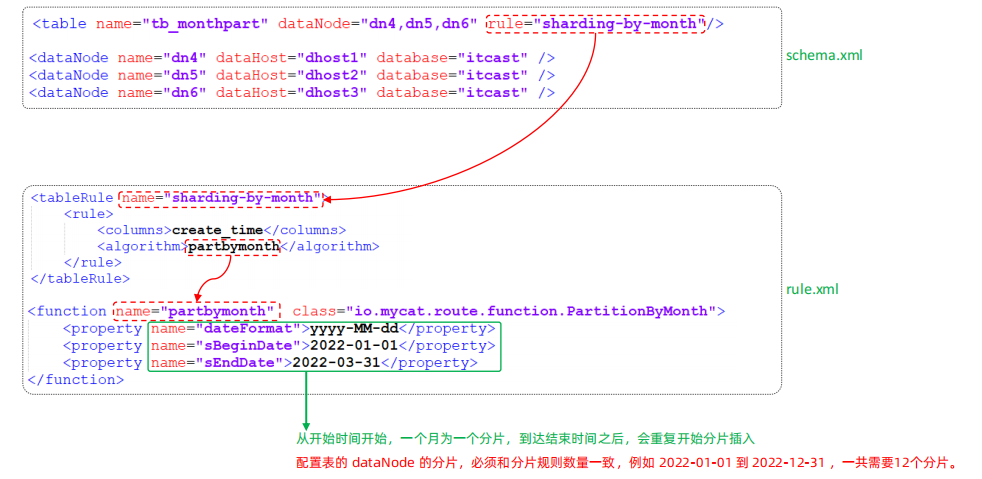 <table name="tb_monthpart" dataNode="dn4,dn5,dn6" rule="sharding-by-month"/>
<dataNode name="dn4" dataHost="dhost1" database="itcast" />
<dataNode name="dn5" dataHost="dhost2" database="itcast" />
<dataNode name="dn6" dataHost="dhost3" database="itcast" />
schema.xml
<tableRule name="sharding-by-month">
<rule>
<columns>create_time</columns>
<algorithm>partbymonth</algorithm>
</rule>
</tableRule>
rule.xml
<function name="partbymonth" class="io.mycat.route.function.PartitionByMonth">
<property name="dateFormat">yyyy-MM-dd</property>
<property name="sBeginDate">2022-01-01</property>
<property name="sEndDate">2022-03-31</property>
</function>
从开始时间开始，一个月为一个分片，到达结束时间之后，会重复开始分片插入
配置表的 dataNode 的分片，必须和分片规则数量一致，例如 2022-01-01 到 2022-12-31 ，一共需要12个分片。